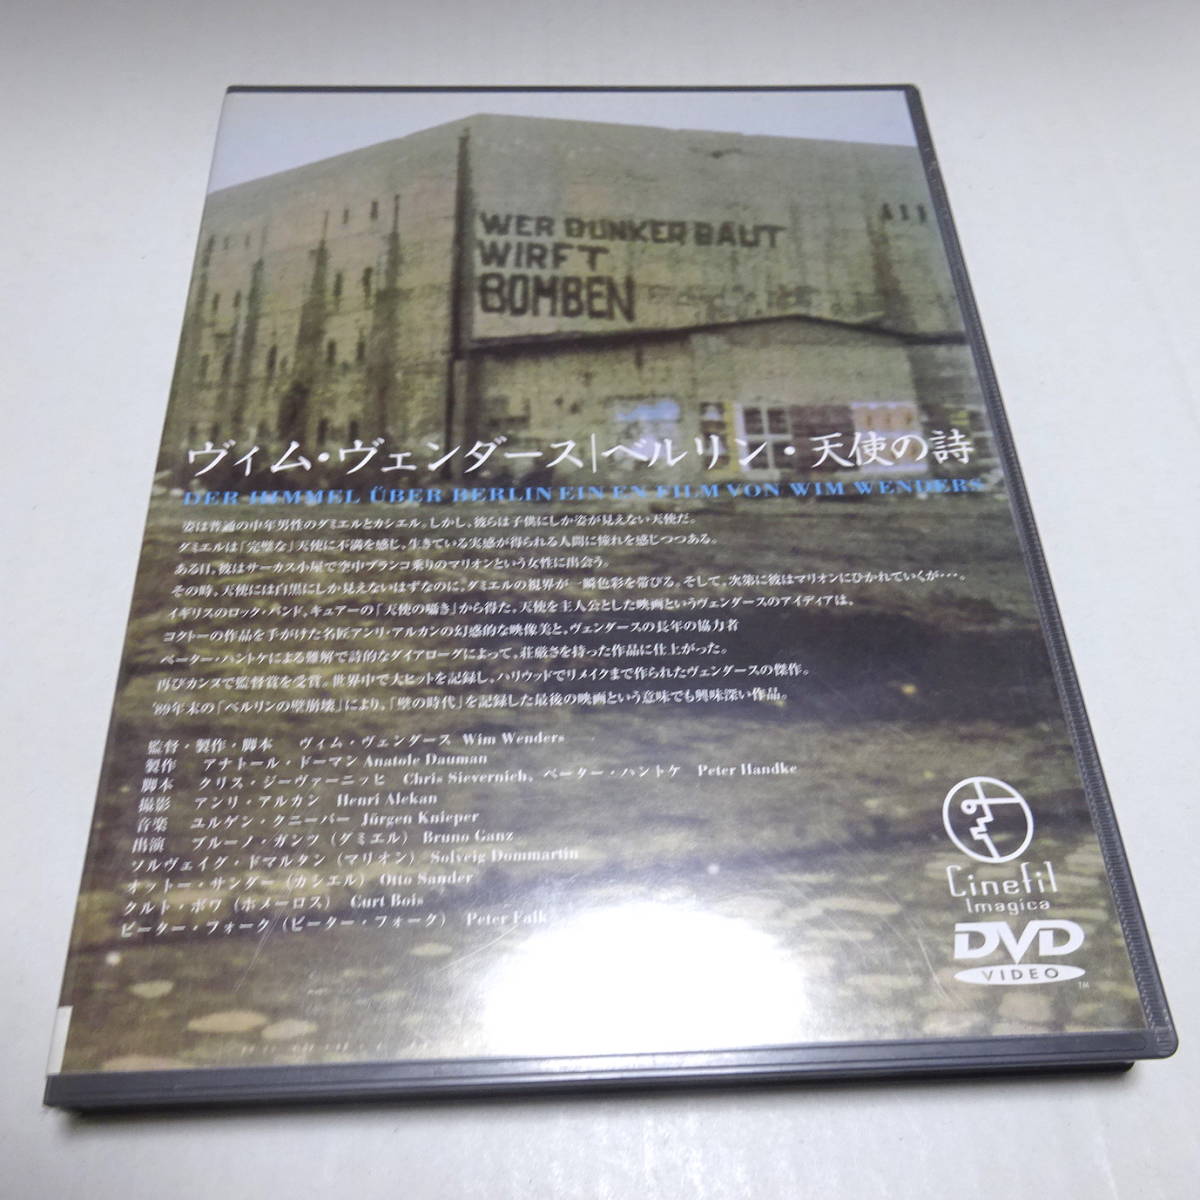 WER BUNKER BAUT
WIRFT
BOMBEN
ヴィム・ヴェンダース|ベルリン・天使の詩
DER HIMMEL ÜBER BERLIN EIN EN FILM VON WIM WENDERS
姿は普通の中年男性のダミエルとカシエル。しかし、彼らは子供にしか姿が見えない天使だ。
ダミエルは「完璧な」天使に不満を感じ、生きている実感が得られる人間に憧れを感じつつある。
ある日、彼はサーカス小屋で空中ブランコ乗りのマリオンという女性に出会う。
その時、天使には白黒にしか見えないはずなのに、ダミエルの視界が一瞬色彩を帯びる。そして、次第に彼はマリオンにひかれていくが…。
イギリスのロック・バンド、キュアーの「天使の囁き」から得た、天使を主人公とした映画というヴェンダースのアイディアは、
コクトーの作品を手がけた名匠アンリ・アルカンの幻惑的な映像美と、ヴェンダースの長年の協力者
ペーター・ハントケによる難解で詩的なダイアローグによって、荘厳さを持った作品に仕上がった。
再びカンヌで監督賞を受賞。世界中で大ヒットを記録し、ハリウッドでリメイクまで作られたヴェンダースの傑作。
'89年末の「ベルリンの壁崩壊」により、「壁の時代」を記録した最後の映画という意味でも興味深い作品。
監督・製作・脚本 ヴィム・ヴェンダース Wim Wenders
製作 アナトール・ドーマン Anatole Dauman
脚本 クリス・ジーヴァーニッヒ Chris Sievernich、ペーター・ハントケ Peter Handke
撮影 アンリ・アルカン Henri Alekan
音楽 ユルゲン・クニーパー Jürgen Knieper
出演 ブルーノ・ガンツ（ダミエル） Bruno Ganz
ソルヴェイグ・ドマルタン（マリオン） Solveig Dommartin
オットー・サンダー（カシエル） Otto Sander
クルト・ボワ（ホメーロス） Curt Bois
ピーター・フォーク（ピーター・フォーク） Peter Falk
Cinefil
Imagica
DVD
VIDEO
TM